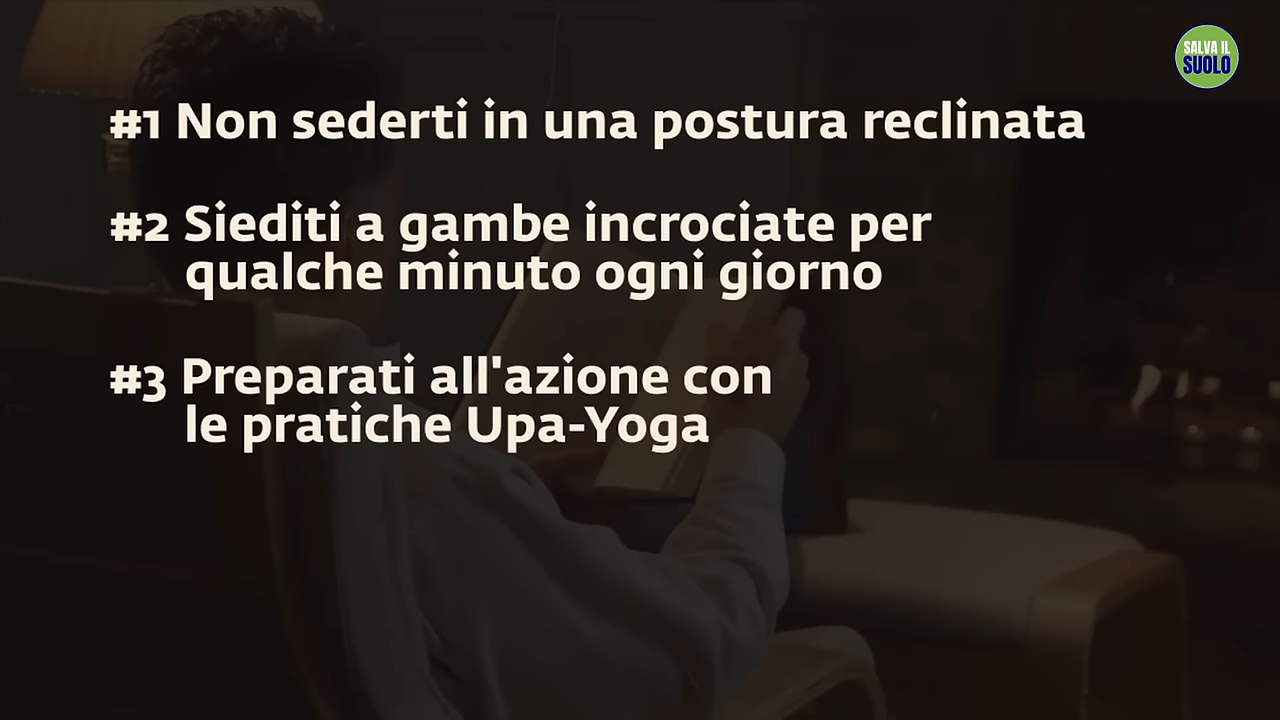 SALVA IL
SUOLO
#1 Non sederti in una postura reclinata
#2 Siediti a gambe incrociate per
qualche minuto ogni giorno
#3 Preparati all'azione con
le pratiche Upa-Yoga